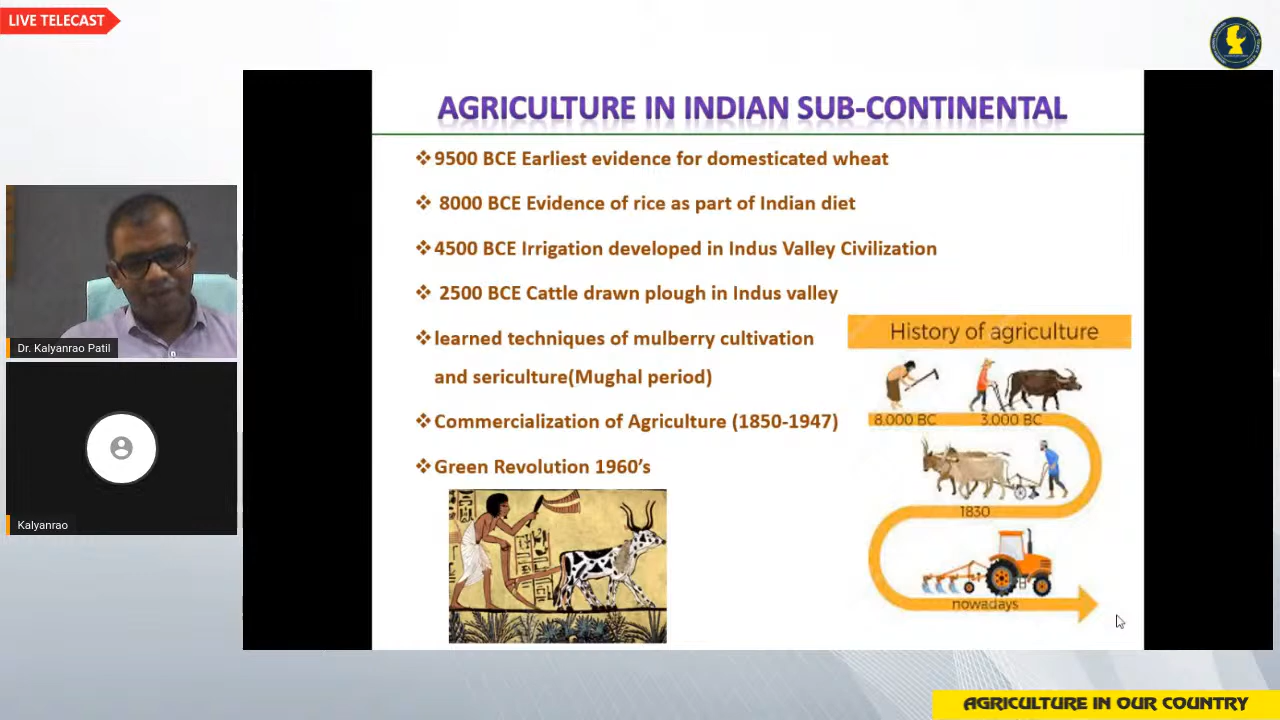 LIVE TELECAST
AGRICULTURE IN INDIAN SUB-CONTINENTAL
9500 BCE Earliest evidence for domesticated wheat
8000 BCE Evidence of rice as part of Indian diet
4500 BCE Irrigation developed in Indus Valley Civilization
2500 BCE Cattle drawn plough in Indus valley
learned techniques of mulberry cultivation
and sericulture(Mughal period)
Commercialization of Agriculture (1850-1947)
Green Revolution 1960's
History of agriculture
8,000 BC
3,000 BC
1830
nowadays
Dr. Kalyanrao Patil
Kalyanrao
AGRICULTURE IN OUR COUNTRY